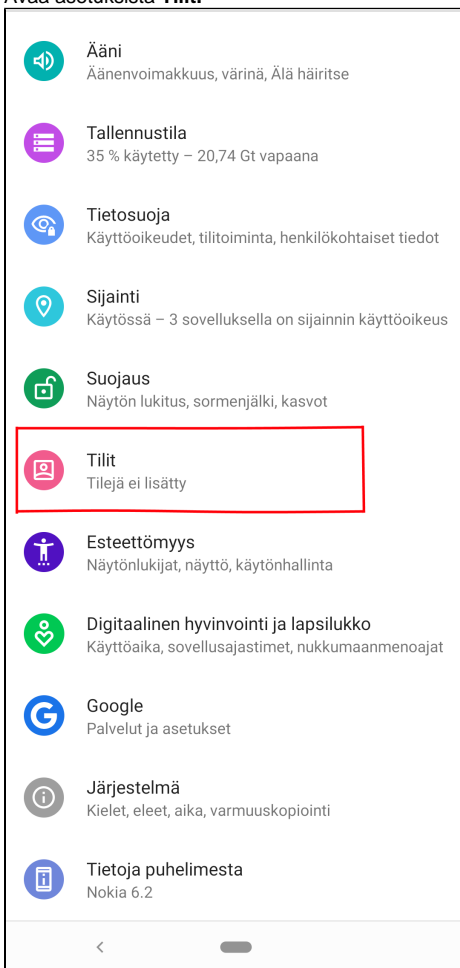 Avaa asetuksista Tilit.
Ääni
Äänenvoimakkuus, värinä, Älä häiritse
Tallennustila
35 % käytetty – 20,74 Gt vapaana
Tietosuoja
Käyttöoikeudet, tilitoiminta, henkilökohtaiset tiedot
Sijainti
Käytössä – 3 sovelluksella on sijainnin käyttöoikeus
Suojaus
Näytön lukitus, sormenjälki, kasvot
Tilit
Tilejä ei lisätty
Esteettömyys
Näytönlukijat, näyttö, käytönhallinta
Digitaalinen hyvinvointi ja lapsilukko
Käyttöaika, sovellusajastimet, nukkumaanmenoajat
Google
Palvelut ja asetukset
Järjestelmä
Kielet, eleet, aika, varmuuskopiointi
Tietoja puhelimesta
Nokia 6.2